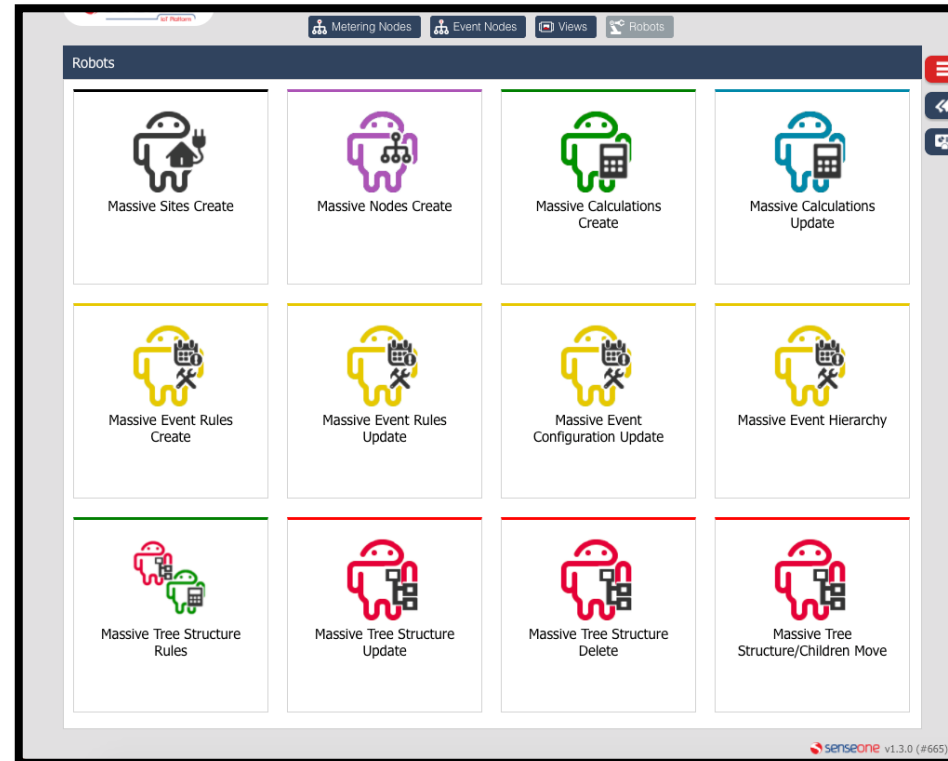 IoT Platform
Metering Nodes
Event Nodes
Views
Robots
Robots
Massive Sites Create
Massive Nodes Create
Massive Calculations
Create
Massive Calculations
Update
Massive Event Rules
Create
Massive Event Rules
Update
Massive Event
Configuration Update
Massive Event Hierarchy
Massive Tree Structure
Rules
Massive Tree Structure
Update
Massive Tree Structure
Delete
Massive Tree
Structure/Children Move
senseone v1.3.0 (#665)